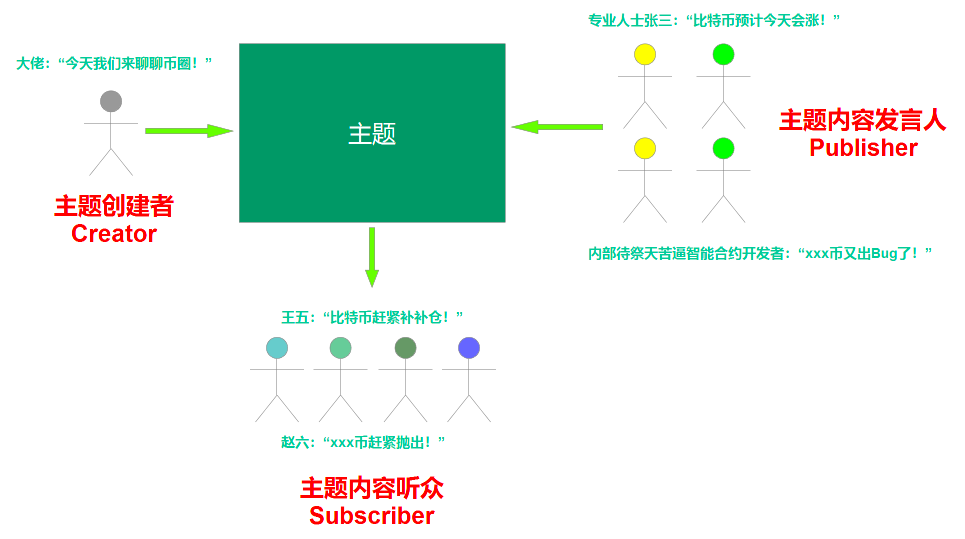 大佬：“今天我们来聊聊币圈！”
主题创建者
Creator
主题
专业人士张三：“比特币预计今天会涨！”
主题内容发言人
Publisher
内部待祭天苦逼智能合约开发者：“xxx币又出Bug了！”
王五：“比特币赶紧补补仓！”
赵六：“xxx币赶紧抛出！”
主题内容听众
Subscriber